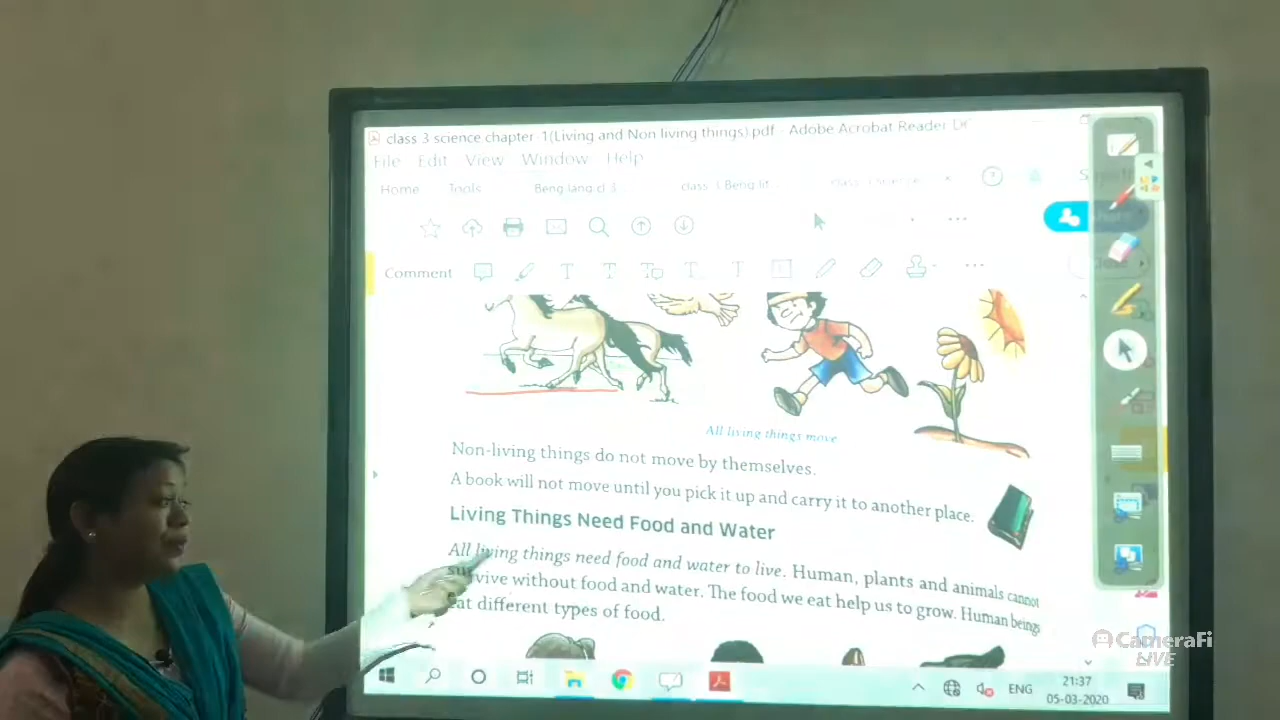 class 3 science chapter-1(Living and Non living things).pdf - Adobe Acrobat Reader DC
File Edit View Window Help
Home Tools Beng lang cl 3 class 3 Beng lit
Comment
All living things move
Non-living things do not move by themselves.
A book will not move until you pick it up and carry it to another place.
Living Things Need Food and Water
All living things need food and water to live. Human, plants and animals cannot
survive without food and water. The food we eat help us to grow. Human beings
eat different types of food.
CameraFi
LIVE
ENG
21:37
05-03-2020